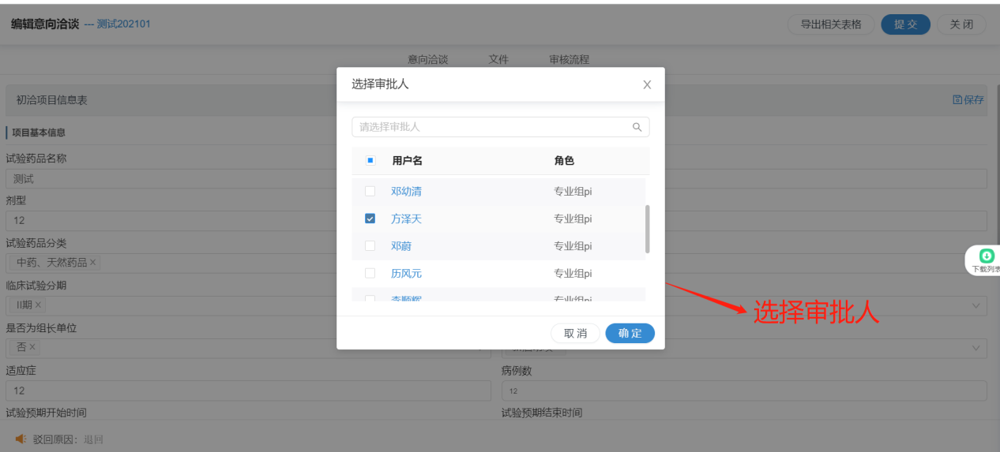 编辑意向洽谈 --- 测试202101
导出相关表格
提 交
关 闭
意向洽谈
文件
审核流程
初洽项目信息表
保存
项目基本信息
试验药品名称
测试
剂型
12
试验药品分类
中药、天然药品 ×
临床试验分期
II期 ×
是否为组长单位
否 ×
适应症
12
病例数
12
试验预期开始时间
试验预期结束时间
驳回原因：退回
选择审批人
请选择审批人
用户名 角色
邓幼清 专业组pi
方泽天 专业组pi
邓蔚 专业组pi
历风元 专业组pi
李顺辉 专业组pi
取 消
确 定
选择审批人
下载列表